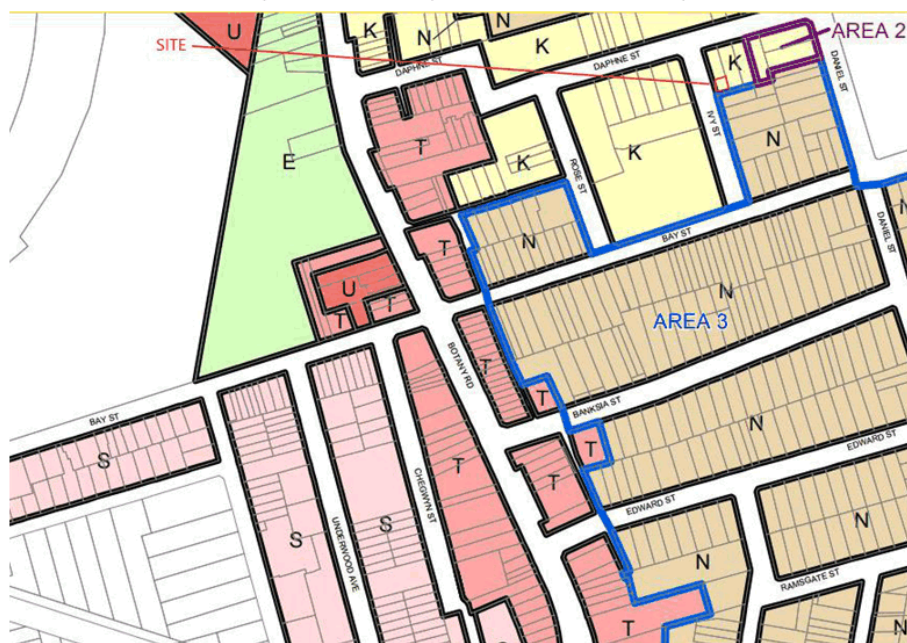 U
K
N
N
AREA 2
SITE
K
K
DAPHNE ST
DAPHNE ST
DANIEL ST
IVY ST
T
E
K
K
N
ROSE ST
N
BAY ST
N
DANIEL ST
T
U
T
T
N
AREA 3
BOTANY RD
T
T
BANKSIA ST
BAY ST
S
T
N
EDWARD ST
T
T
EDWARD ST
CHEGWYN ST
S
UNDERWOOD AVE
S
N
N
RAMSGATE ST
T
S
N